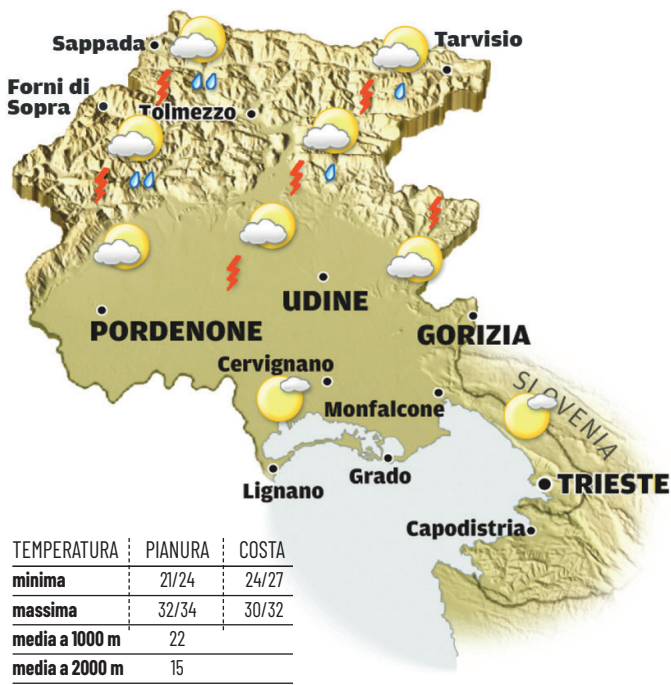 Sappada
Tarvisio
Forni di
Sopra
Tolmezzo
UDINE
PORDENONE
GORIZIA
Cervignano
SLOVENIA
Monfalcone
Grado
Lignano
TRIESTE
Capodistria
TEMPERATURA PIANURA COSTA
minima 21/24 24/27
massima 32/34 30/32
media a 1000 m 22
media a 2000 m 15